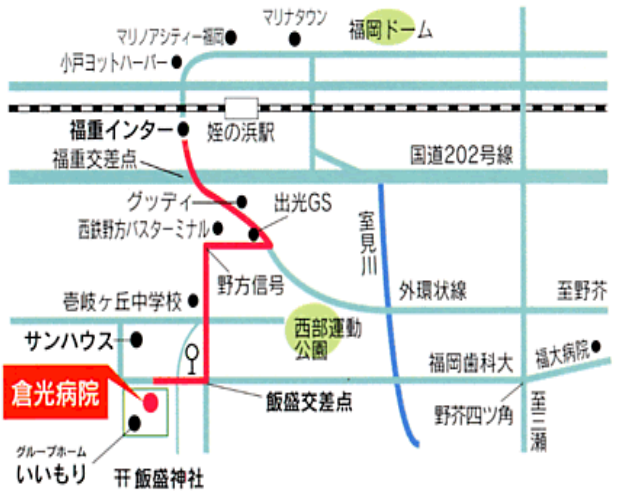 マリナタウン
マリノアシティー福岡
福岡ドーム
小戸ヨットハーバー
福重インター
姪の浜駅
福重交差点
国道202号線
グッディ
出光GS
西鉄野方バスターミナル
室見川
野方信号
外環状線
至野芥
壱岐ヶ丘中学校
西部運動
公園
サンハウス
福岡歯科大
福大病院
倉光病院
飯盛交差点
野芥四ツ角
至三瀬
グループホーム
いいもり
飯盛神社